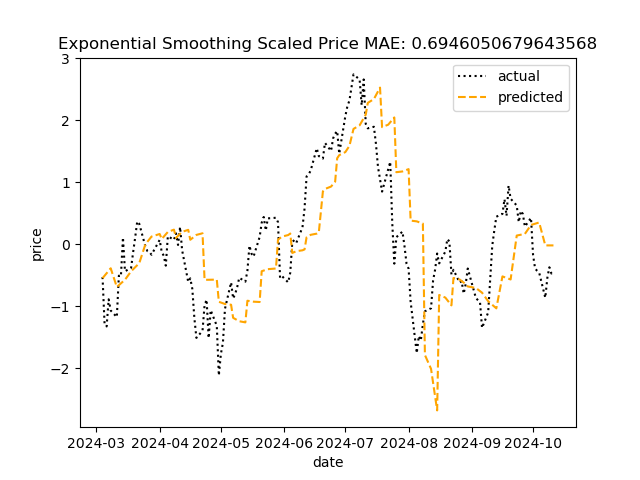 Exponential Smoothing Scaled Price MAE: 0.6946050679643568
actual
predicted
3
2
1
0
−1
−2
price
2024-03 2024-04 2024-05 2024-06 2024-07 2024-08 2024-09 2024-10
date